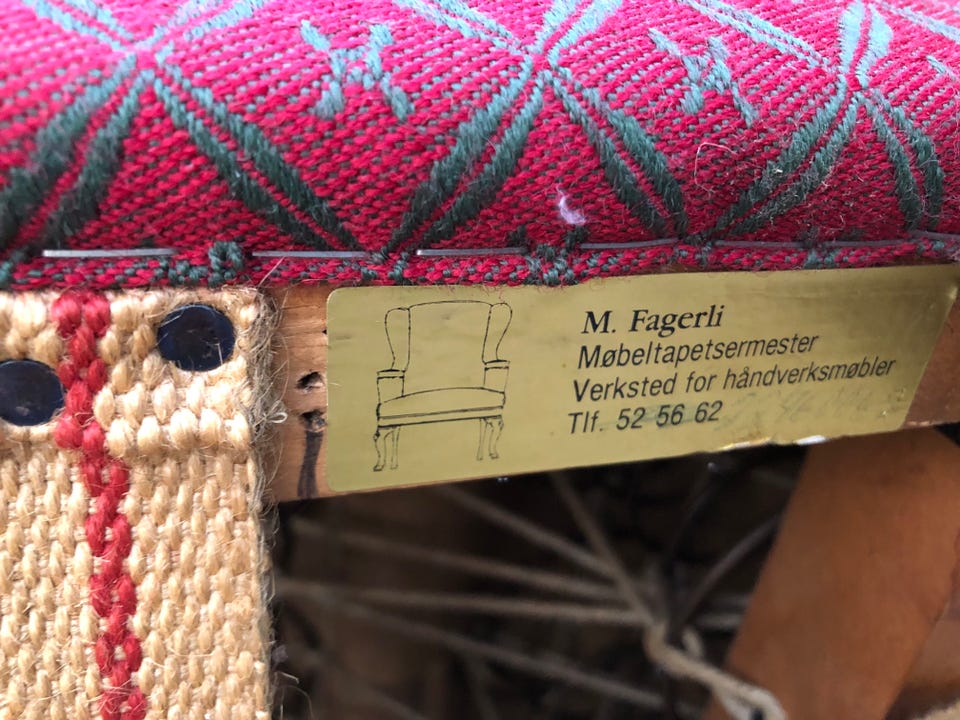 M. Fagerli
Møbeltapetsermester
Verksted for håndverksmøbler
Tlf. 52 56 62